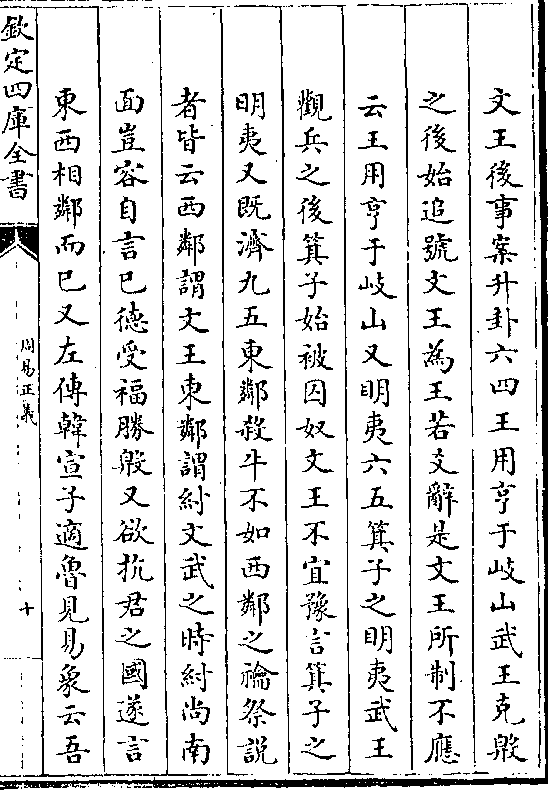 文王後事案升卦六四王用亨于岐山武王克殷
之後始追號文王為王若爻辭是文王所制不應
云王用亨于岐山又明夷六五箕子之明夷武王
觀兵之後箕子始被囚奴文王不宜豫言箕子之
明夷又既濟九五東鄰殺牛不如西鄰之禴祭説
者皆云西鄰謂文王東鄰謂紂文武之時紂尚南
面豈容自言已德受福勝殷又欲抗君之國遂言
東西相鄰而已又左傳韓宣子適魯見易象云吾
欽定四庫全書
周易正義
十